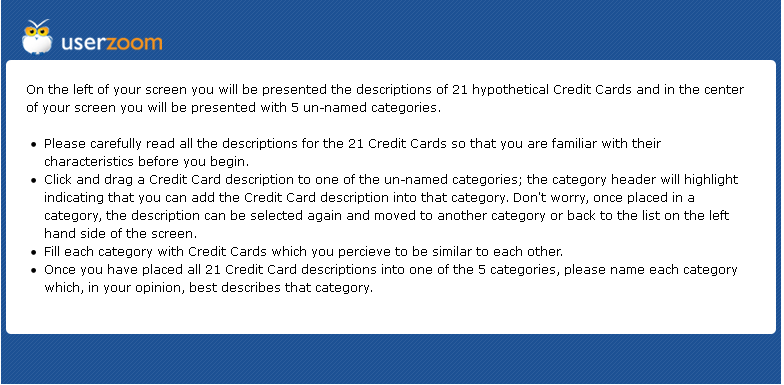 userzoom
On the left of your screen you will be presented the descriptions of 21 hypothetical Credit Cards and in the center
of your screen you will be presented with 5 un-named categories.
• Please carefully read all the descriptions for the 21 Credit Cards so that you are familiar with their
characteristics before you begin.
• Click and drag a Credit Card description to one of the un-named categories; the category header will highlight
indicating that you can add the Credit Card description into that category. Don't worry, once placed in a
category, the description can be selected again and moved to another category or back to the list on the left
hand side of the screen.
• Fill each category with Credit Cards which you percieve to be similar to each other.
• Once you have placed all 21 Credit Card descriptions into one of the 5 categories, please name each category
which, in your opinion, best describes that category.